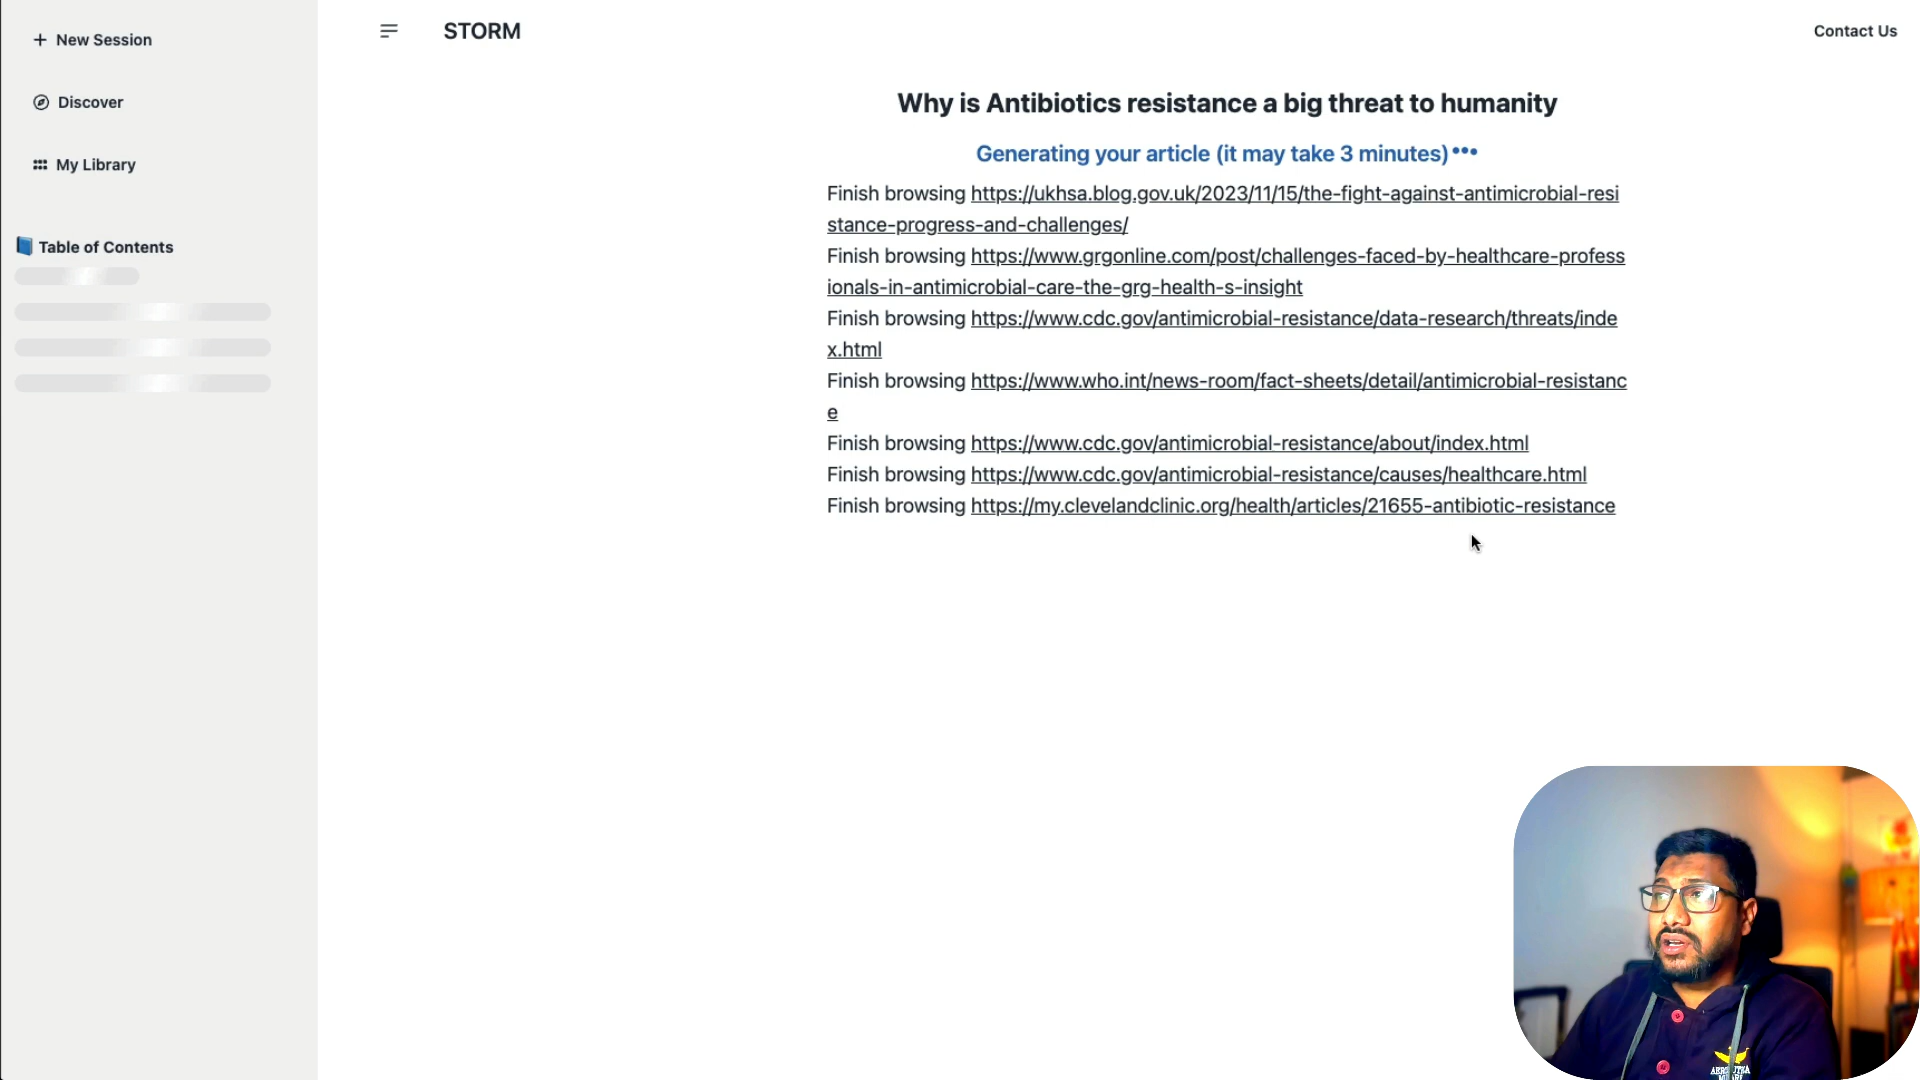 + New Session
Discover
My Library
Table of Contents
STORM
Contact Us
Why is Antibiotics resistance a big threat to humanity
Generating your article (it may take 3 minutes)•••
Finish browsing https://ukhsa.blog.gov.uk/2023/11/15/the-fight-against-antimicrobial-resi
stance-progress-and-challenges/
Finish browsing https://www.grgonline.com/post/challenges-faced-by-healthcare-profess
ionals-in-antimicrobial-care-the-grg-health-s-insight
Finish browsing https://www.cdc.gov/antimicrobial-resistance/data-research/threats/inde
x.html
Finish browsing https://www.who.int/news-room/fact-sheets/detail/antimicrobial-resistanc
e
Finish browsing https://www.cdc.gov/antimicrobial-resistance/about/index.html
Finish browsing https://www.cdc.gov/antimicrobial-resistance/causes/healthcare.html
Finish browsing https://my.clevelandclinic.org/health/articles/21655-antibiotic-resistance